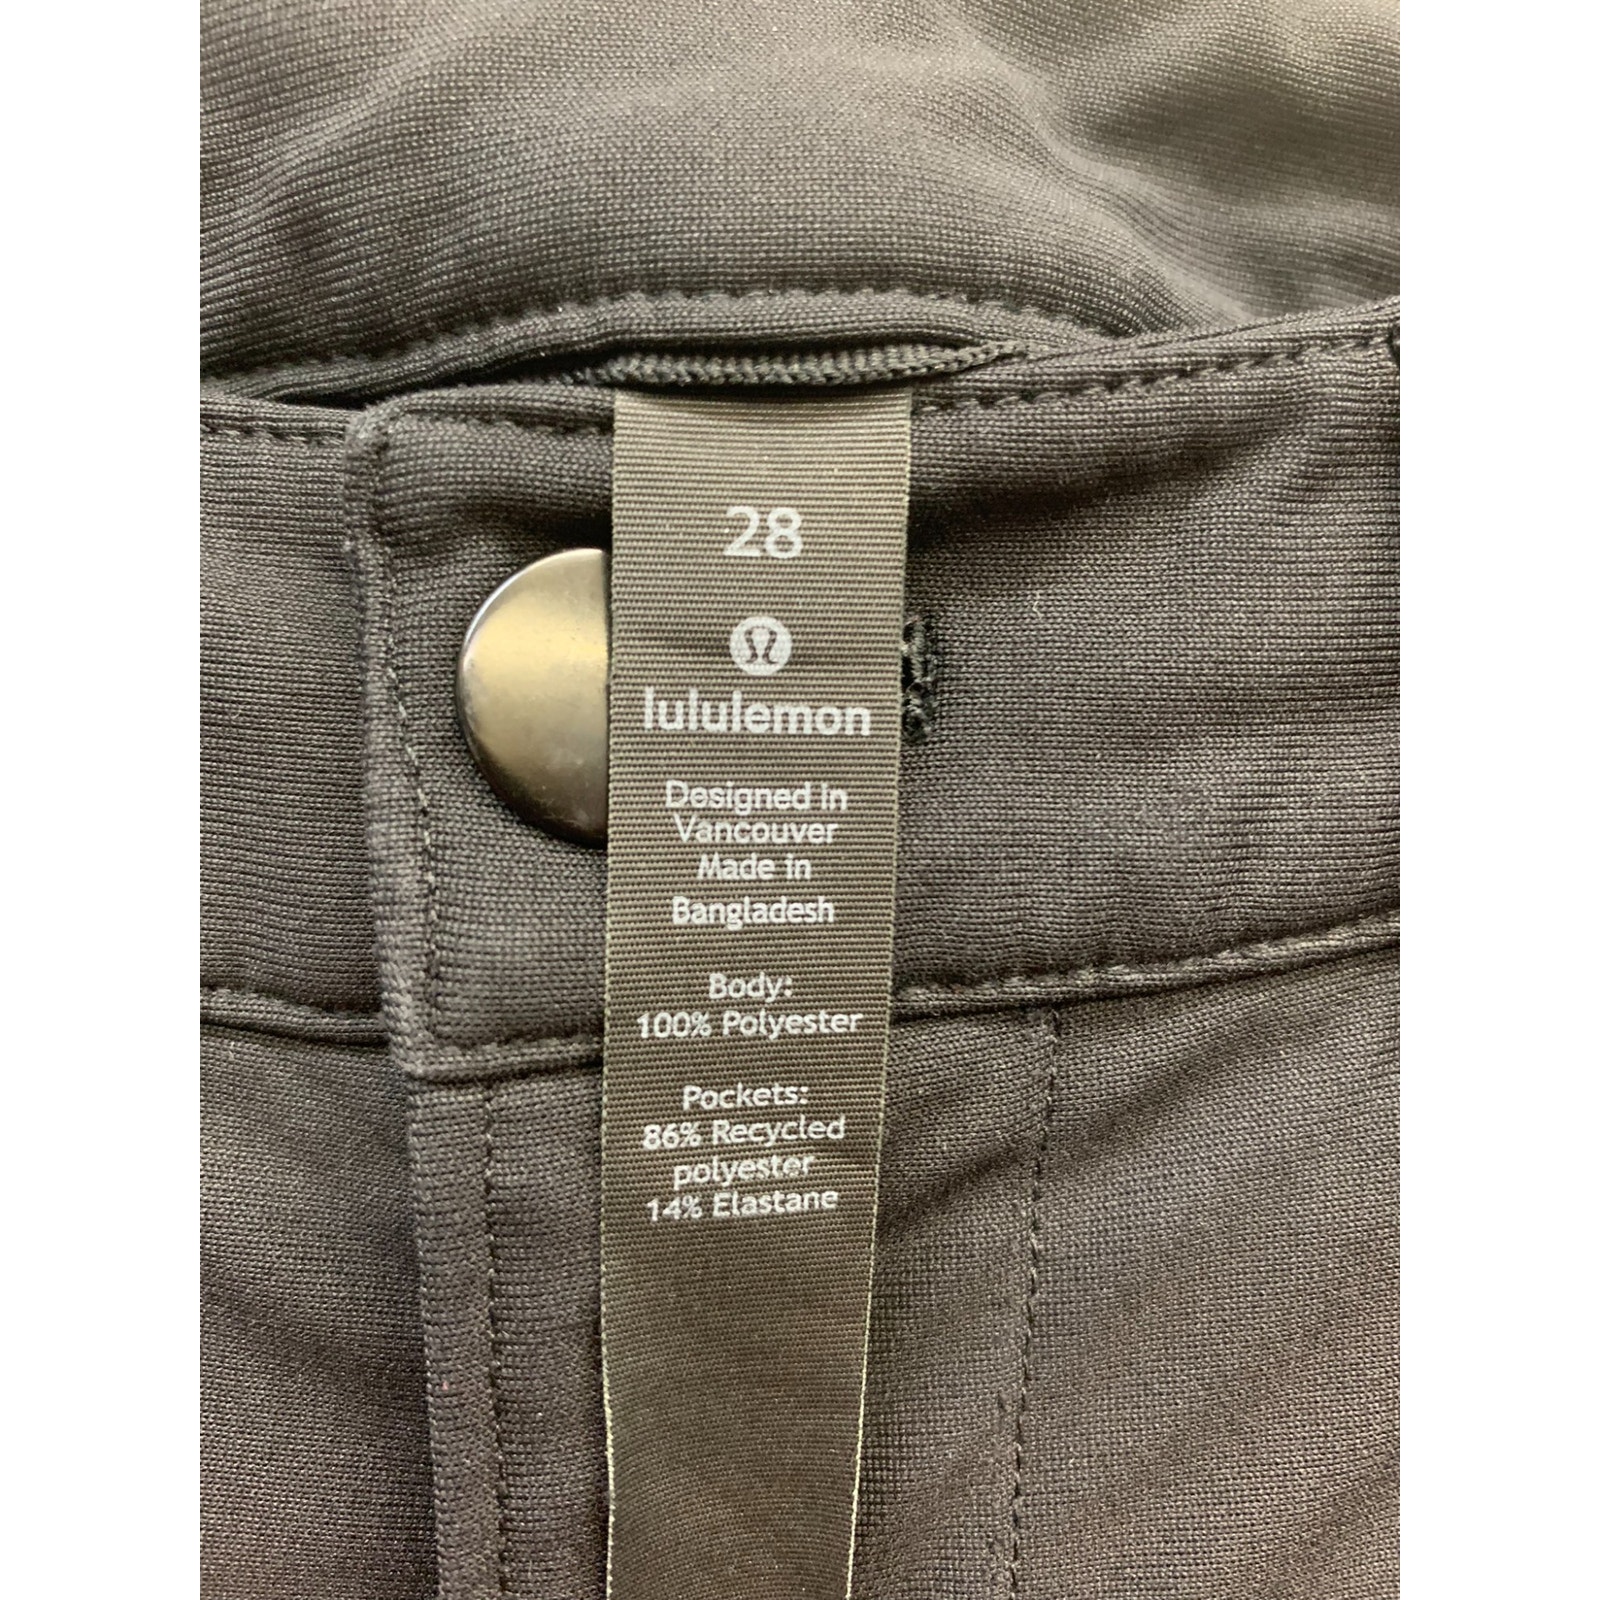 28
lululemon
Designed in
Vancouver
Made in
Bangladesh
Body:
100% Polyester
Pockets:
86% Recycled
polyester
14% Elastane